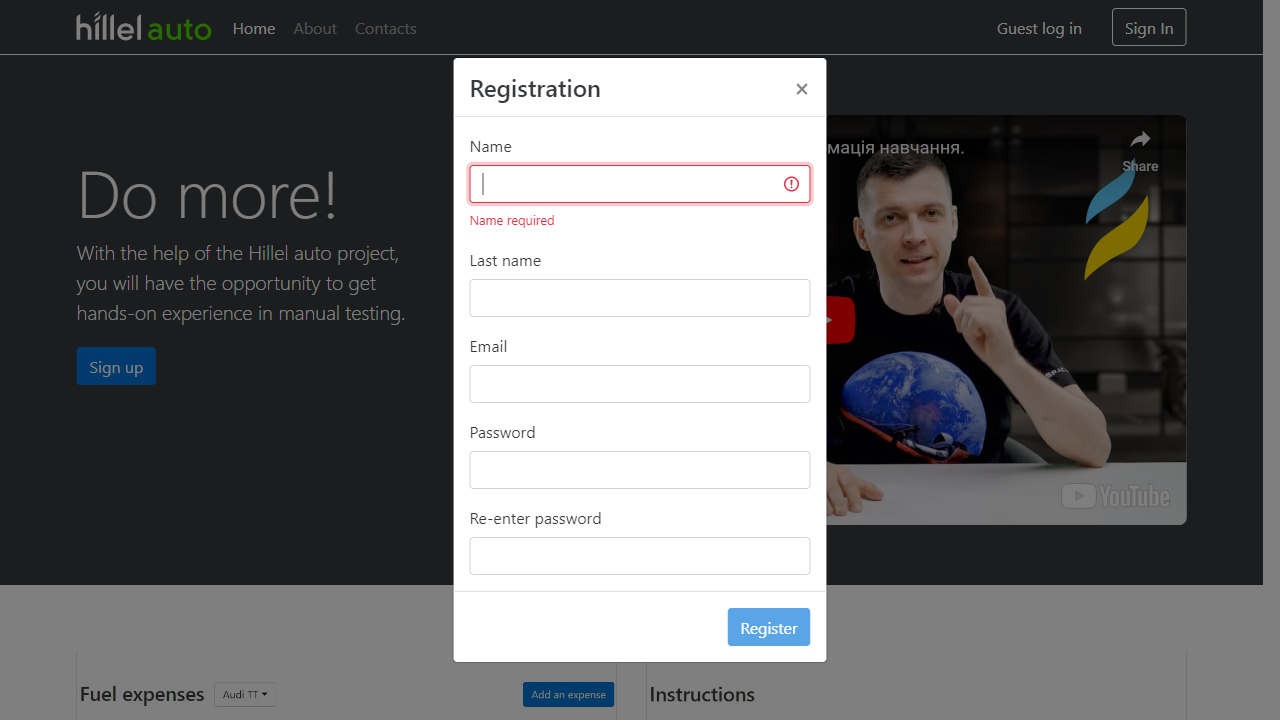 hillel auto Home About Contacts Guest log in Sign In
Registration ×
Name
Name required
Last name
Email
Password
Re-enter password
Register
Do more!
With the help of the Hillel auto project,
you will have the opportunity to get
hands-on experience in manual testing.
Sign up
мація навчання.
Share
YouTube
Fuel expenses Audi TT Add an expense
Instructions